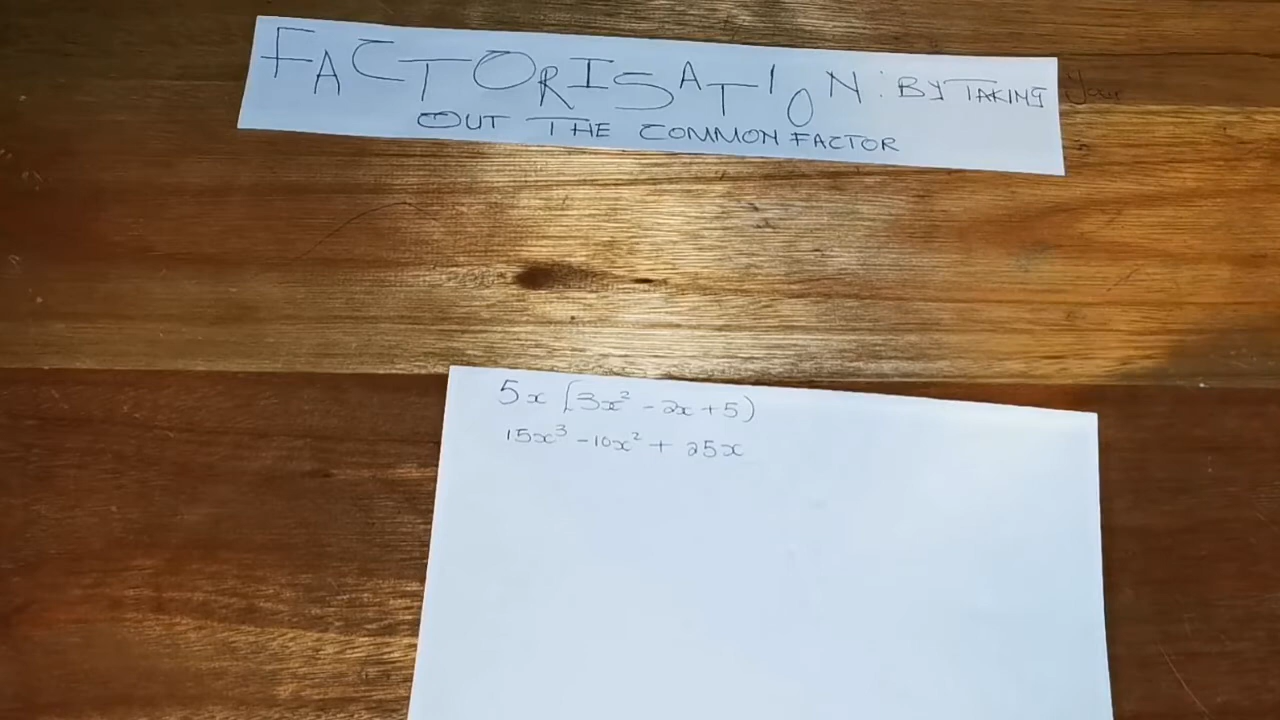 FACTORISATION: BY TAKING
OUT THE COMMON FACTOR
5x (3x² - 2x + 5)
15x³ - 10x² + 25x